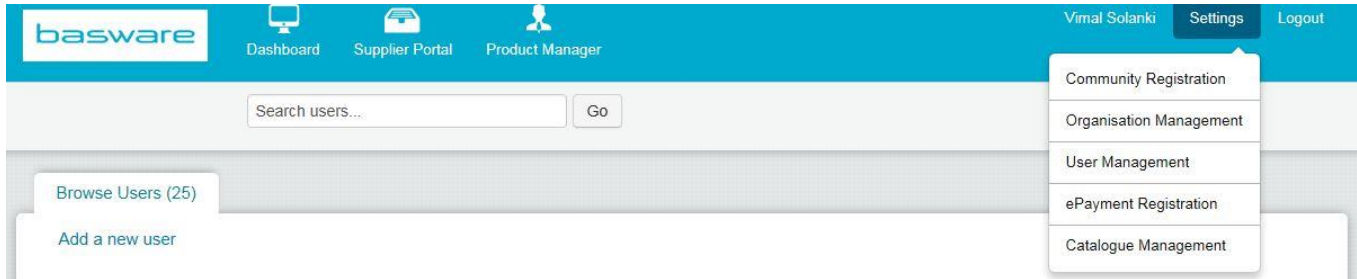 basware
Dashboard
Supplier Portal
Product Manager
Vimal Solanki
Settings
Logout
Community Registration
Organisation Management
User Management
ePayment Registration
Catalogue Management
Search users...
Go
Browse Users (25)
Add a new user